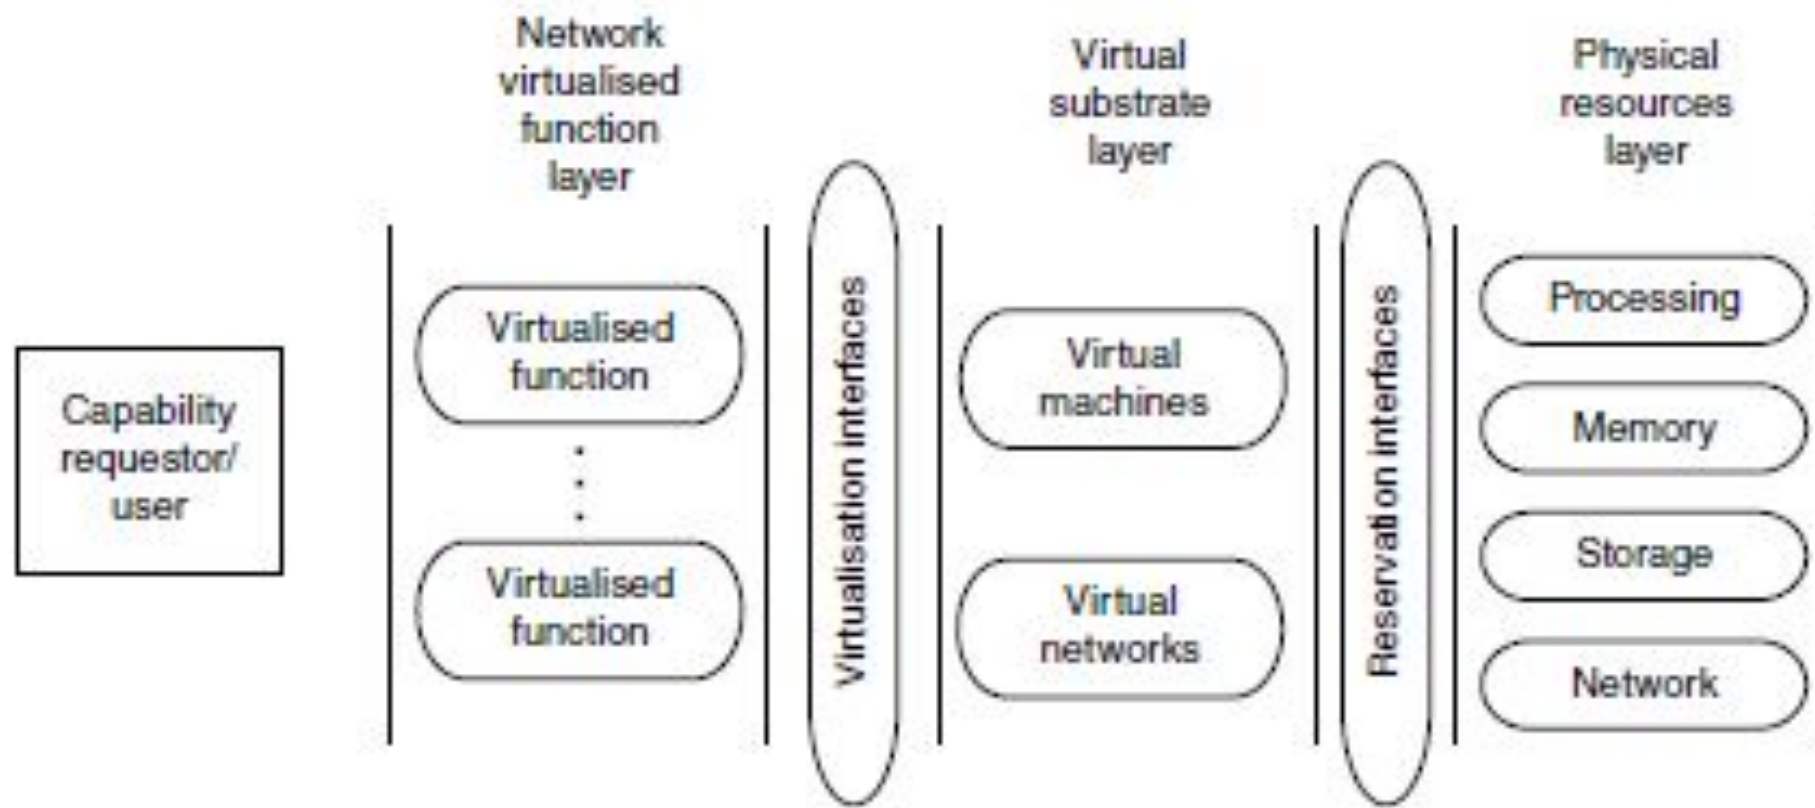 Network
virtualised
function
layer
Virtual
substrate
layer
Physical
resources
layer
Capability
requestor/
user
Virtualised
function
Virtualised
function
Virtualisation interfaces
Virtual
machines
Virtual
networks
Reservation interfaces
Processing
Memory
Storage
Network